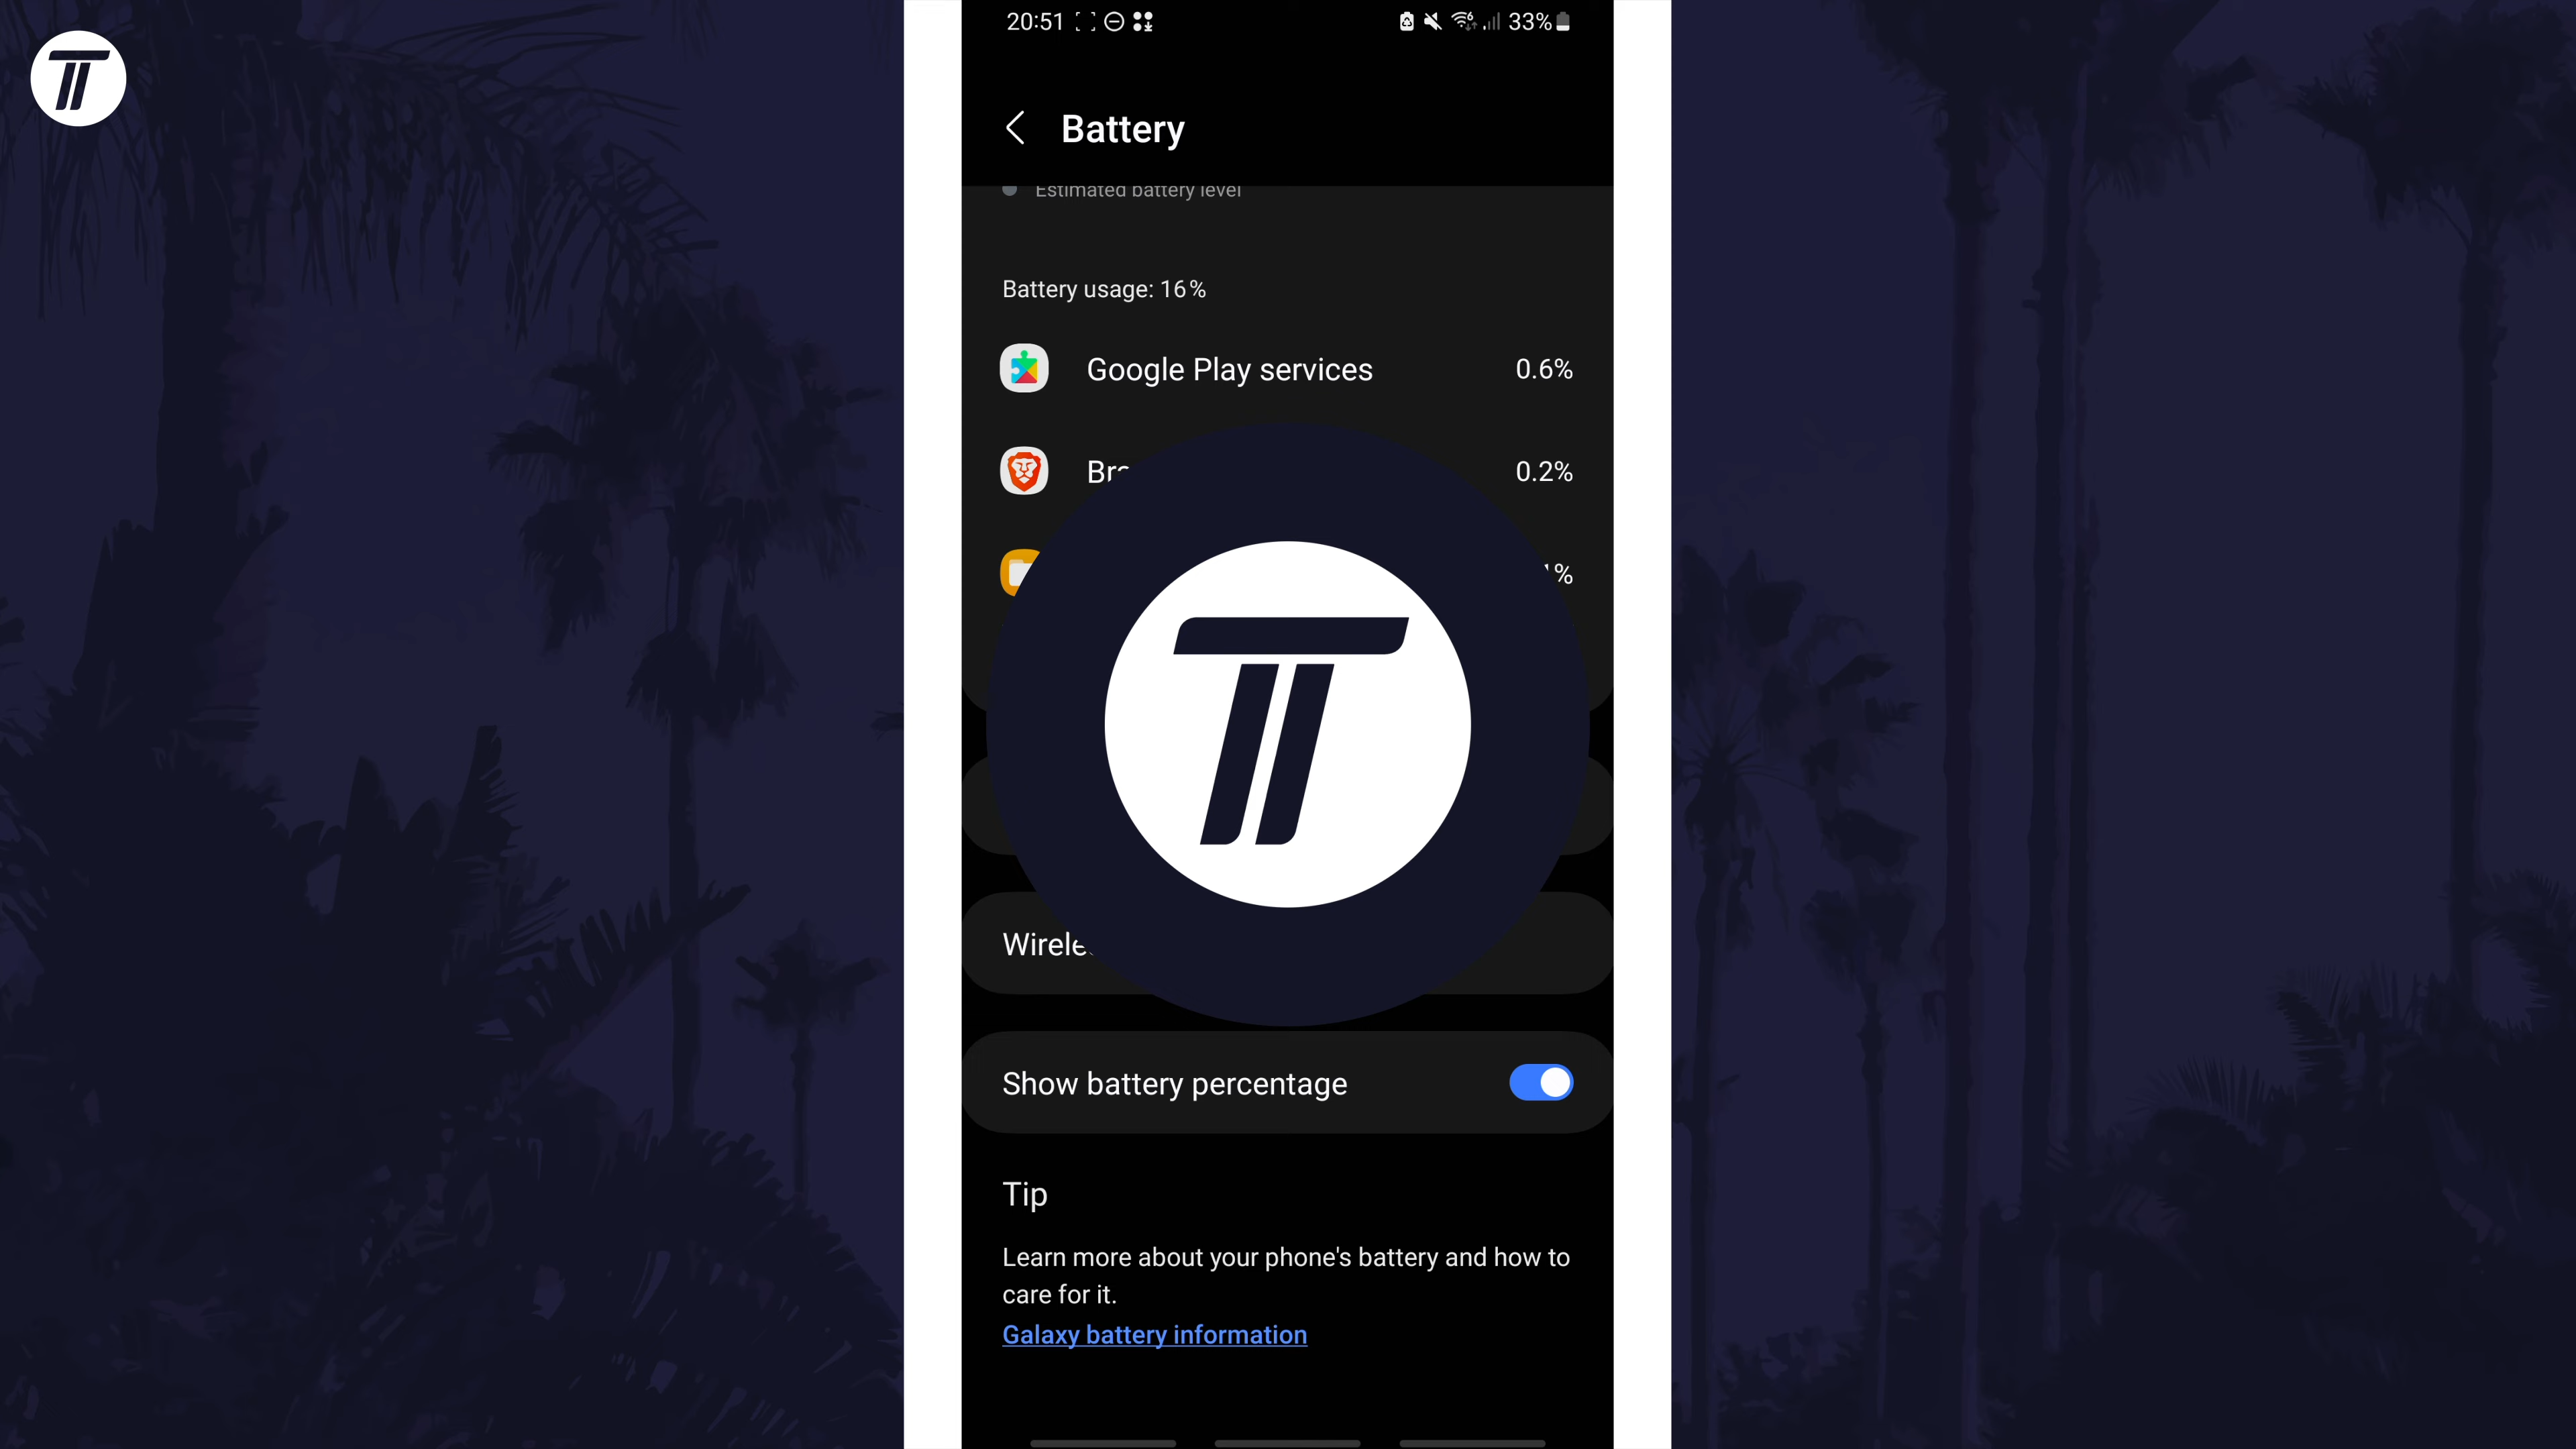 20:51
33%
Battery
Estimated battery level
Battery usage: 16%
Google Play services 0.6%
0.2%
Show battery percentage
Tip
Learn more about your phone's battery and how to
care for it.
Galaxy battery information